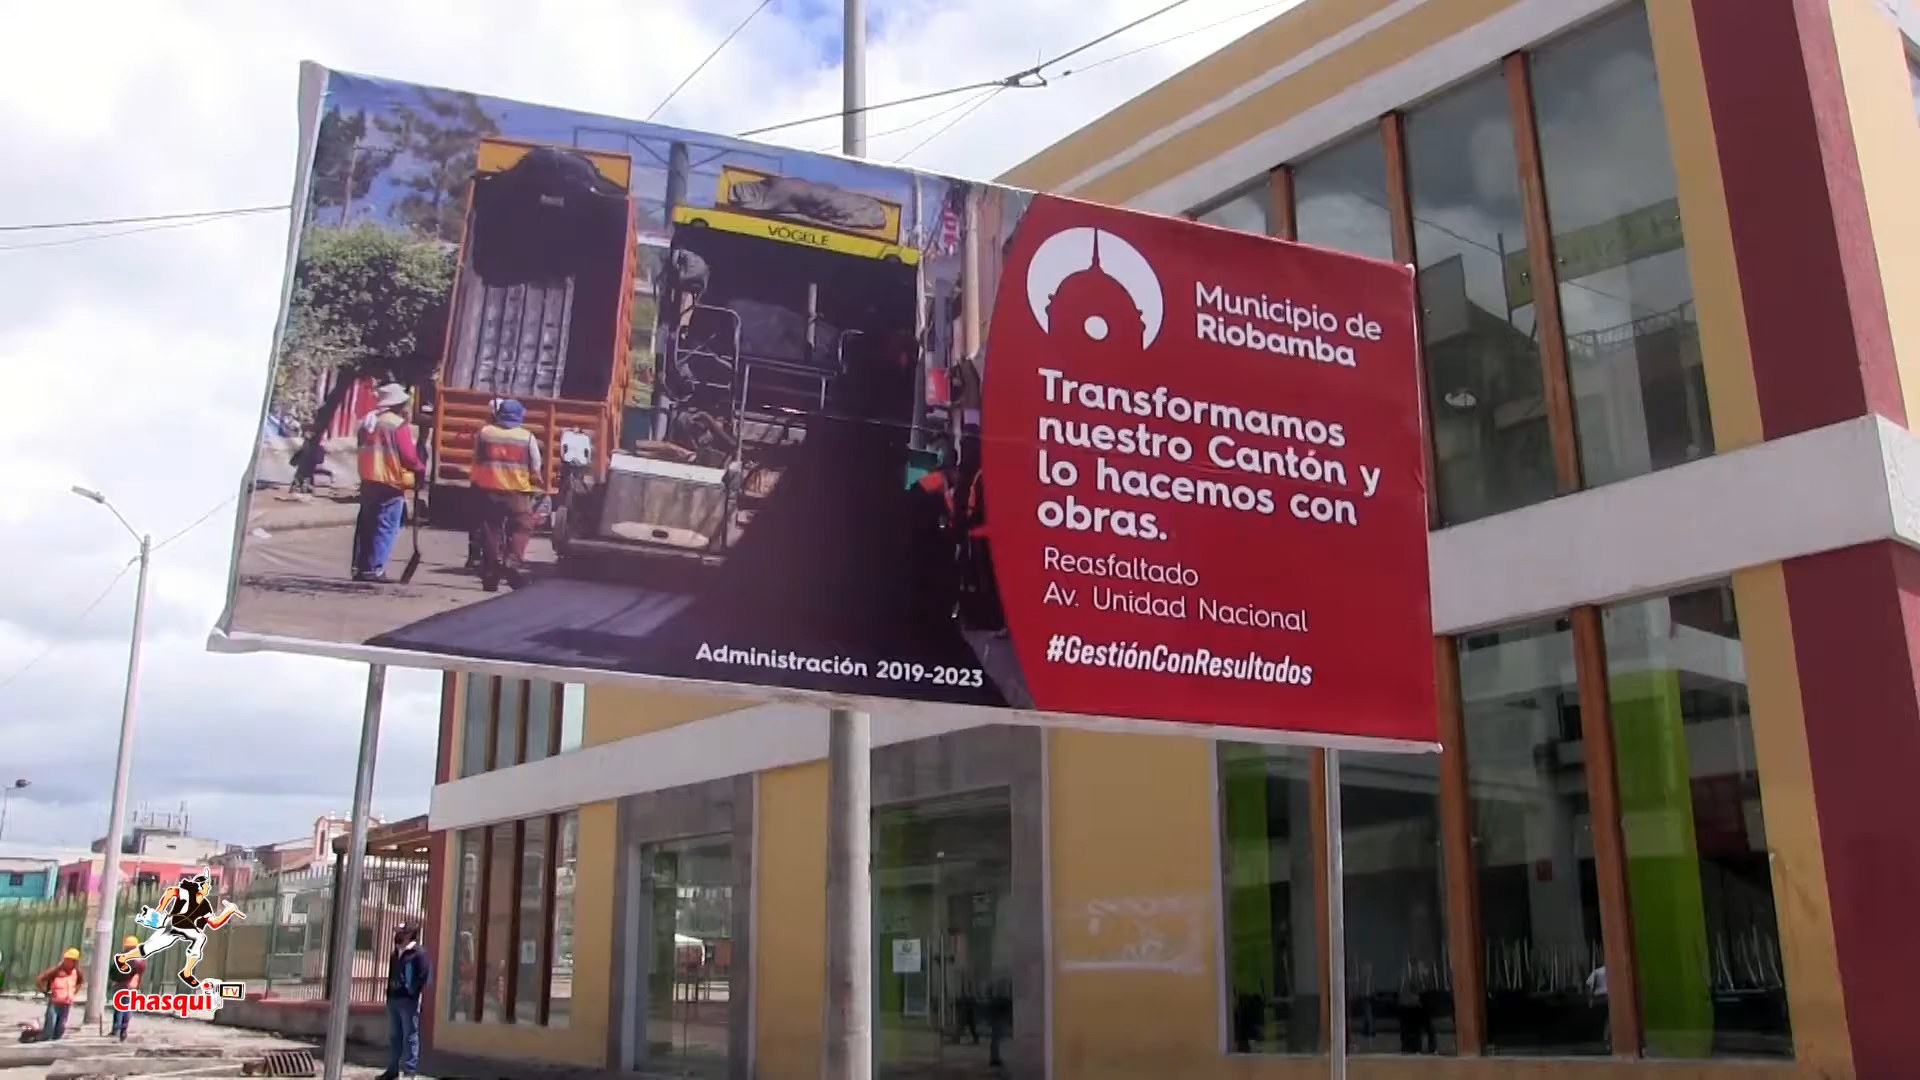 VÖGELE
Municipio de
Riobamba
Transformamos
nuestro Cantón y
lo hacemos con
obras.
Reasfaltado
Av. Unidad Nacional
#GestiónConResultados
Administración 2019-2023
Chasqui TV